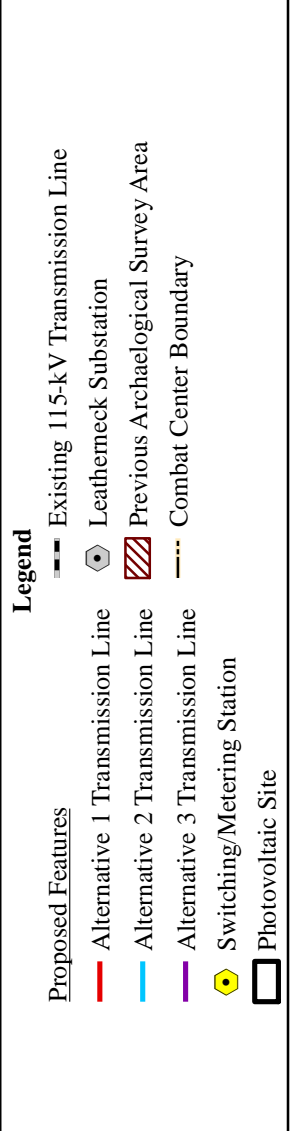 Legend
Proposed Features
Alternative 1 Transmission Line
Alternative 2 Transmission Line
Alternative 3 Transmission Line
Switching/Metering Station
Photovoltaic Site
Existing 115-kV Transmission Line
Leatherneck Substation
Previous Archaelogical Survey Area
Combat Center Boundary